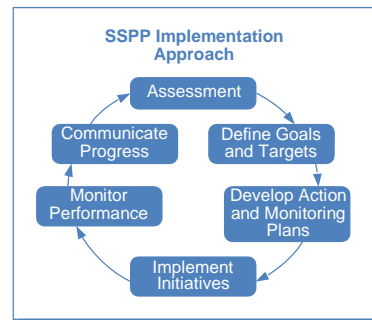 SSPP Implementation
Approach
Assessment
Define Goals
and Targets
Develop Action
and Monitoring
Plans
Implement
Initiatives
Monitor
Performance
Communicate
Progress